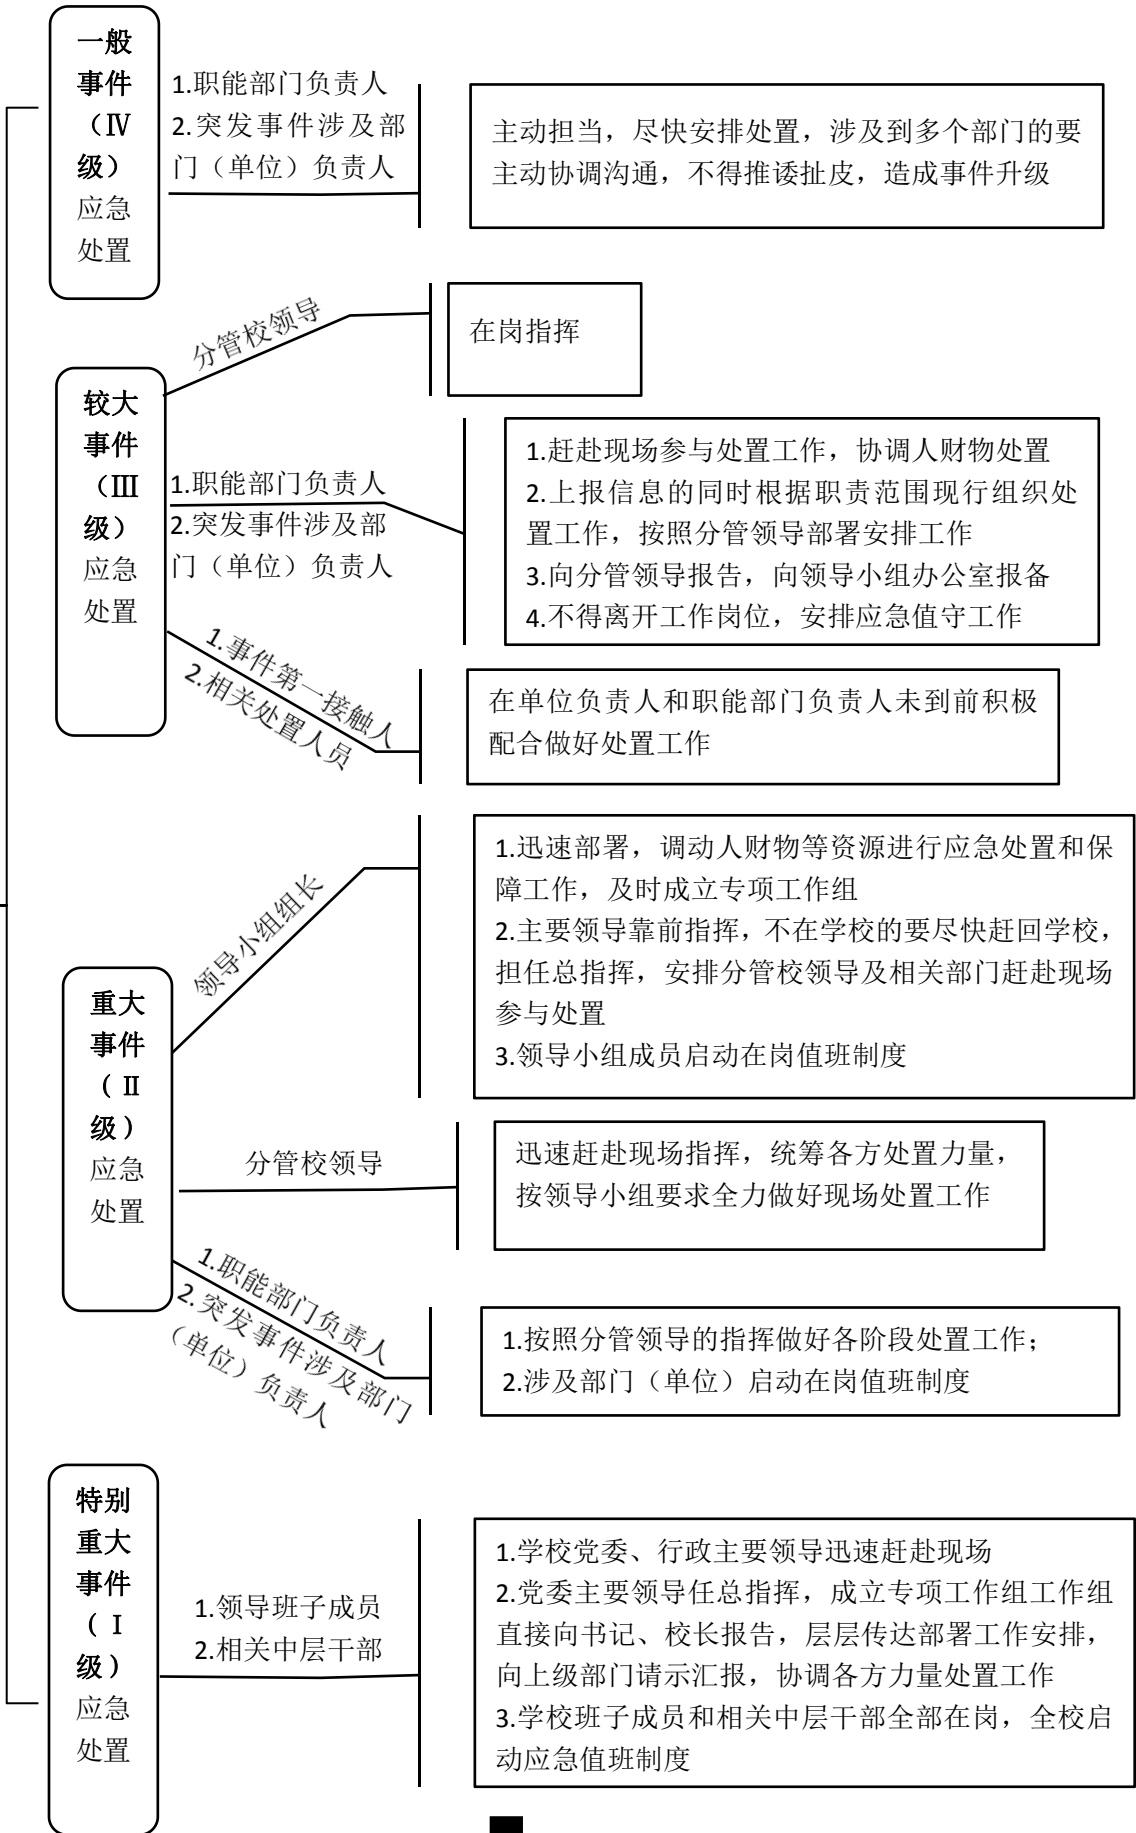 一般
事件
（Ⅳ
级）
应急
处置
1.职能部门负责人
2.突发事件涉及部
门（单位）负责人
主动担当，尽快安排处置，涉及到多个部门的要
主动协调沟通，不得推诿扯皮，造成事件升级
较大
事件
（Ⅲ
级）
应急
处置
分管校领导
在岗指挥
1.职能部门负责人
2.突发事件涉及部
门（单位）负责人
1.赶赴现场参与处置工作，协调人财物处置
2.上报信息的同时根据职责范围现行组织处
置工作，按照分管领导部署安排工作
3.向分管领导报告，向领导小组办公室报备
4.不得离开工作岗位，安排应急值守工作
1.事件第一接触人
2.相关处置人员
在单位负责人和职能部门负责人未到前积极
配合做好处置工作
重大
事件
（Ⅱ
级）
应急
处置
领导小组组长
1.迅速部署，调动人财物等资源进行应急处置和保
障工作，及时成立专项工作组
2.主要领导靠前指挥，不在学校的要尽快赶回学校，
担任总指挥，安排分管校领导及相关部门赶赴现场
参与处置
3.领导小组成员启动在岗值班制度
分管校领导
迅速赶赴现场指挥，统筹各方处置力量，
按领导小组要求全力做好现场处置工作
1.职能部门负责人
2.突发事件涉及部门
（单位）负责人
1.按照分管领导的指挥做好各阶段处置工作；
2.涉及部门（单位）启动在岗值班制度
特别
重大
事件
（Ⅰ
级）
应急
处置
1.领导班子成员
2.相关中层干部
1.学校党委、行政主要领导迅速赶赴现场
2.党委主要领导任总指挥，成立专项工作组工作组
直接向书记、校长报告，层层传达部署工作安排，
向上级部门请示汇报，协调各方力量处置工作
3.学校班子成员和相关中层干部全部在岗，全校启
动应急值班制度